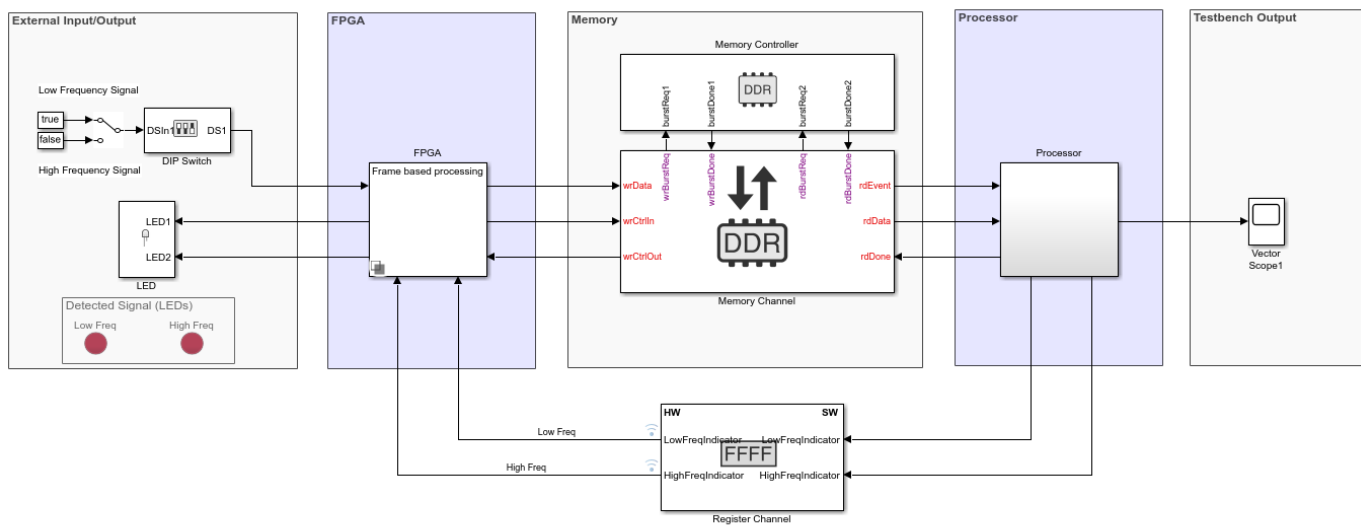 External Input/Output
FPGA
Memory
Processor
Testbench Output
Low Frequency Signal
true
false
High Frequency Signal
DSIn1
DS1
DIP Switch
LED1
LED2
LED
Detected Signal (LEDs)
Low Freq
High Freq
FPGA
Frame based processing
Memory Controller
DDR
burstReq1
burstDone1
burstReq2
burstDone2
wrBurstReq
wrBurstDone
rdBurstReq
rdBurstDone
wrData
wrCtrlIn
wrCtrlOut
DDR
rdEvent
rdData
rdDone
Memory Channel
Processor
Vector
Scope1
HW
SW
Low Freq
LowFreqIndicator
LowFreqIndicator
FFFF
High Freq
HighFreqIndicator
HighFreqIndicator
Register Channel